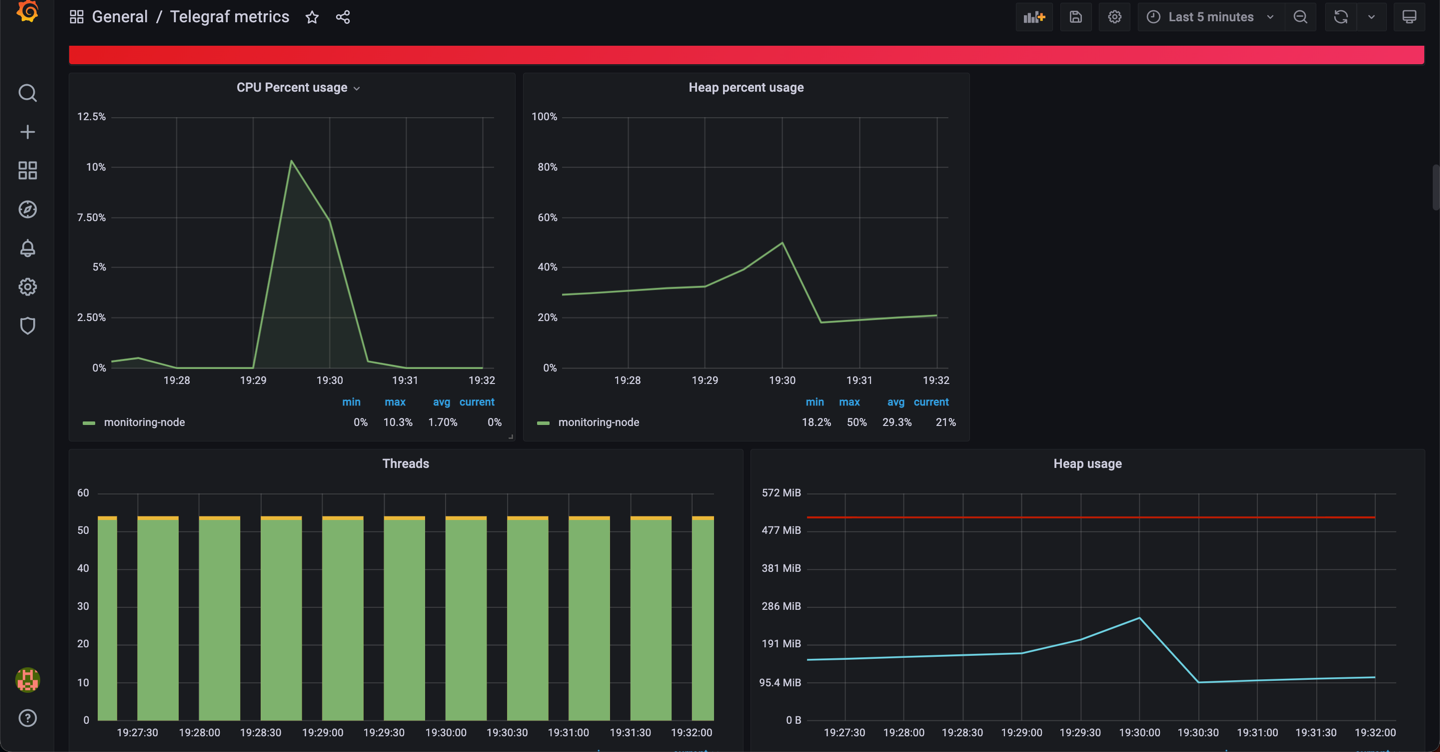 General / Telegraf metrics
Last 5 minutes
CPU Percent usage
12.5%
10%
7.50%
5%
2.50%
0%
19:28 19:29 19:30 19:31 19:32
min max avg current
monitoring-node 0% 10.3% 1.70% 0%
Heap percent usage
100%
80%
60%
40%
20%
0%
19:28 19:29 19:30 19:31 19:32
min max avg current
monitoring-node 18.2% 50% 29.3% 21%
Threads
60
50
40
30
20
10
0
19:27:30 19:28:00 19:28:30 19:29:00 19:29:30 19:30:00 19:30:30 19:31:00 19:31:30 19:32:00
Heap usage
572 MiB
477 MiB
381 MiB
286 MiB
191 MiB
95.4 MiB
0 B
19:27:30 19:28:00 19:28:30 19:29:00 19:29:30 19:30:00 19:30:30 19:31:00 19:31:30 19:32:00